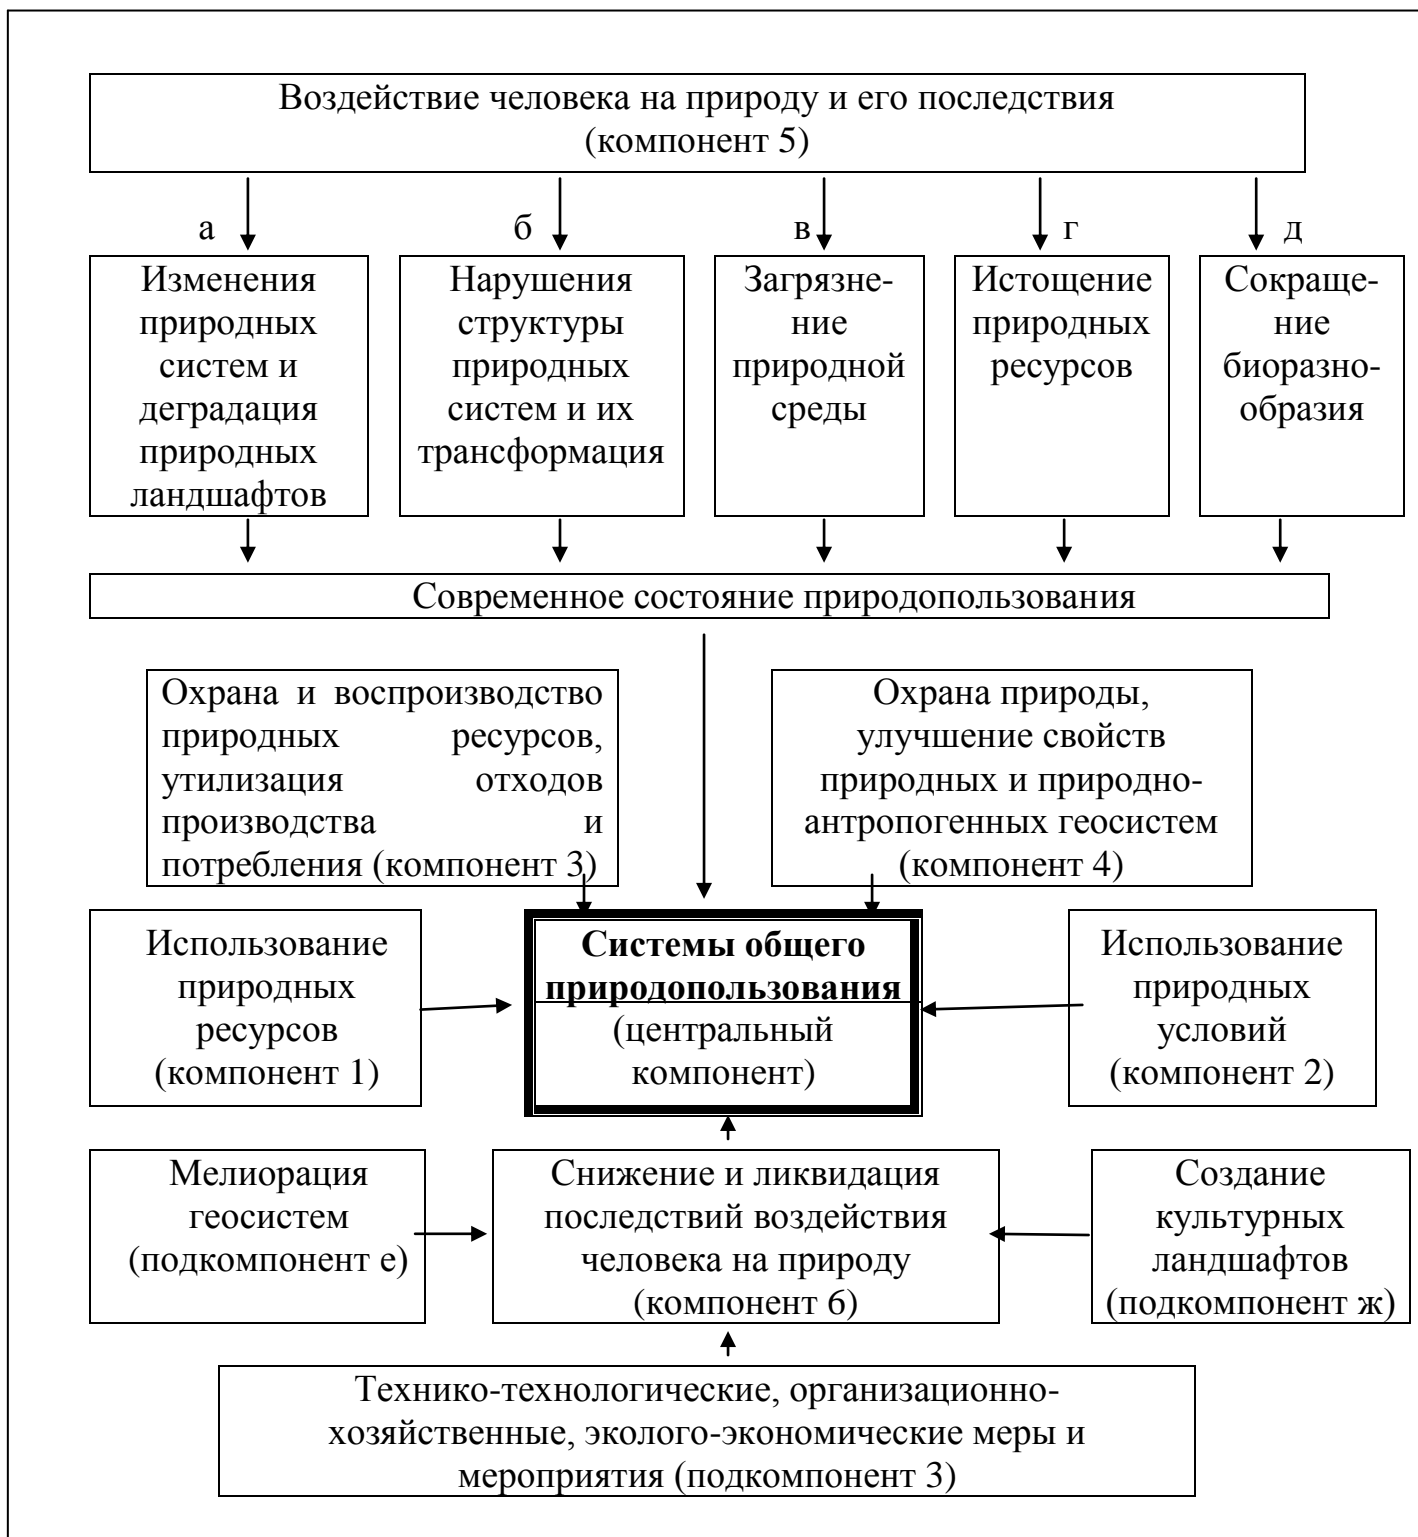 Воздействие человека на природу и его последствия
(компонент 5)
а
б
в
г
д
Изменения
природных
систем и
деградация
природных
ландшафтов
Нарушения
структуры
природных
систем и их
трансформация
Загрязне-
ние
природной
среды
Истощение
природных
ресурсов
Сокраще-
ние
биоразно-
образия
Современное состояние природопользования
Охрана и воспроизводство
природных ресурсов,
утилизация отходов
производства и
потребления (компонент 3)
Охрана природы,
улучшение свойств
природных и природно-
антропогенных геосистем
(компонент 4)
Использование
природных
ресурсов
(компонент 1)
Системы общего
природопользования
(центральный
компонент)
Использование
природных
условий
(компонент 2)
Мелиорация
геосистем
(подкомпонент е)
Снижение и ликвидация
последствий воздействия
человека на природу
(компонент 6)
Создание
культурных
ландшафтов
(подкомпонент ж)
Технико-технологические, организационно-
хозяйственные, эколого-экономические меры и
мероприятия (подкомпонент 3)